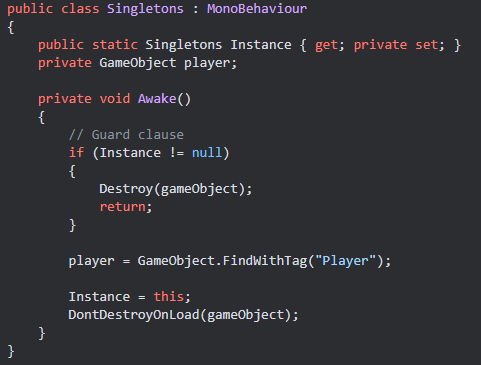 public class Singletons : MonoBehaviour
{
    public static Singletons Instance { get; private set; }
    private GameObject player;

    private void Awake()
    {
        // Guard clause
        if (Instance != null)
        {
            Destroy(gameObject);
            return;
        }

        player = GameObject.FindWithTag("Player");

        Instance = this;
        DontDestroyOnLoad(gameObject);
    }
}